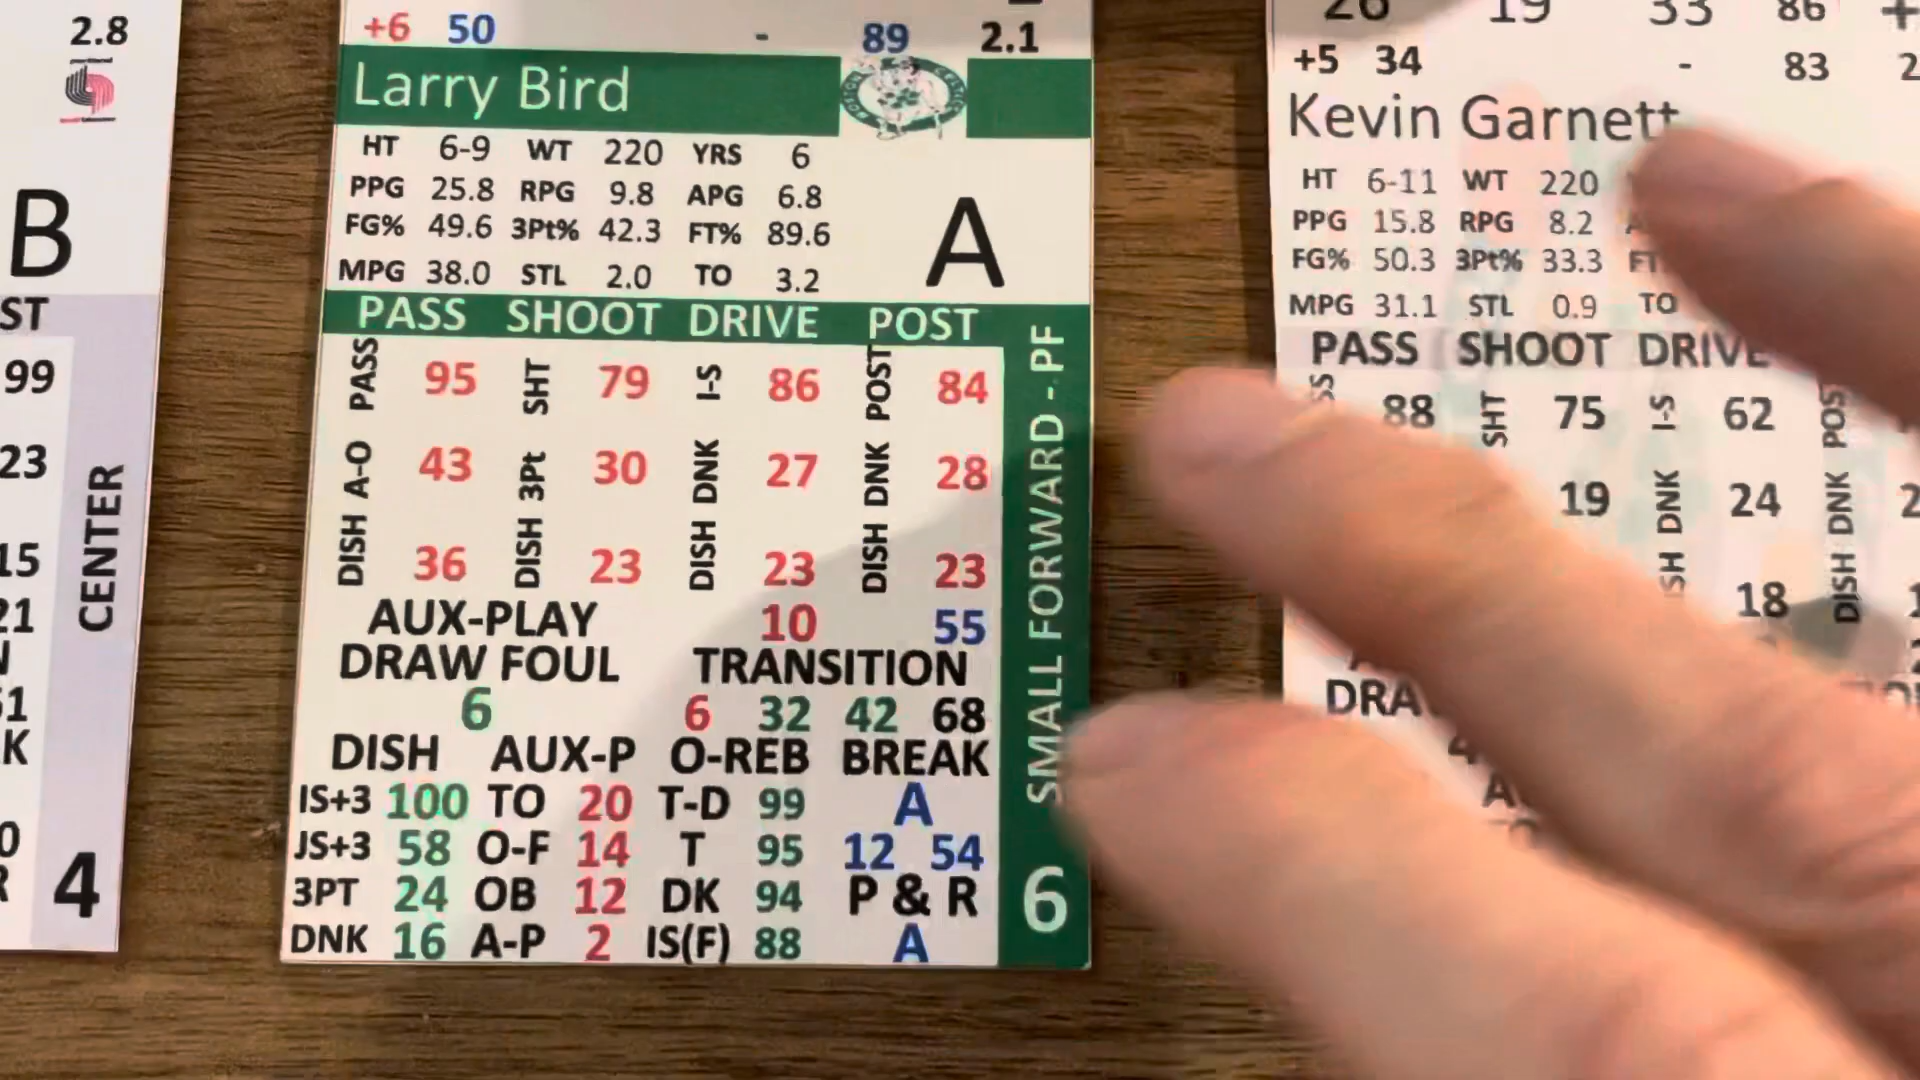 2.8
B
ST
99
23
15
21
51
K
CENTER
4
+6 50 - 89 2.1
Larry Bird
HT 6-9 WT 220 YRS 6
PPG 25.8 RPG 9.8 APG 6.8
FG% 49.6 3Pt% 42.3 FT% 89.6
MPG 38.0 STL 2.0 TO 3.2
A
PASS SHOOT DRIVE POST
PASS 95 SHT 79 I-S 86 POST 84
A-O 43 3Pt 30 DNK 27 DNK 28
DISH 36 DISH 23 DISH 23 DISH 23
AUX-PLAY 10 55
DRAW FOUL TRANSITION
6 6 32 42 68
DISH AUX-P O-REB BREAK
IS+3 100 TO 20 T-D 99 A
JS+3 58 O-F 14 T 95 12 54
3PT 24 OB 12 DK 94 P & R
DNK 16 A-P 2 IS(F) 88 A
SMALL FORWARD - PF
6
26 19 33 86
+5 34 - 83
Kevin Garnett
HT 6-11 WT 220
PPG 15.8 RPG 8.2
FG% 50.3 3Pt% 33.3 FT
MPG 31.1 STL 0.9 TO
PASS SHOOT DRIVE
88 SHT 75 I-S 62 POS
19 DNK 24 DNK
18 DISH
DRA